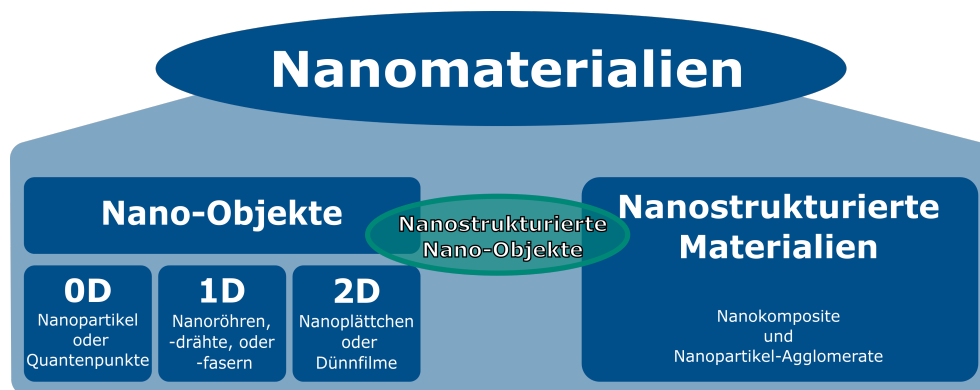 Nanomaterialien
Nano-Objekte
Nanostrukturierte
Nano-Objekte
Nanostrukturierte
Materialien
0D
Nanopartikel
oder
Quantenpunkte
1D
Nanoröhren,
-drähte, oder
-fasern
2D
Nanoplättchen
oder
Dünnfilme
Nanokomposite
und
Nanopartikel-Agglomerate